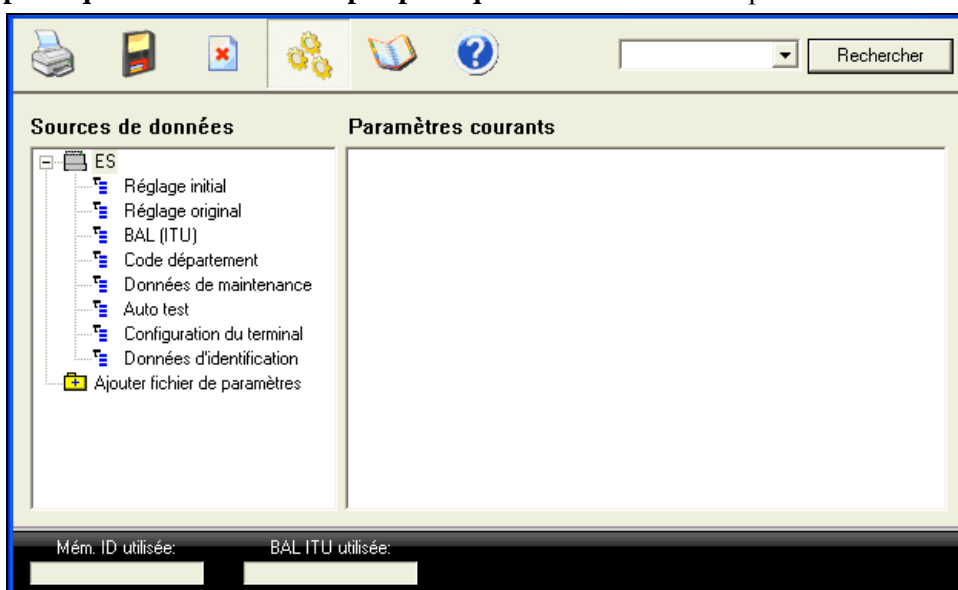 Rechercher
Sources de données
Paramètres courants
ES
Réglage initial
Réglage original
BAL (ITU)
Code département
Données de maintenance
Auto test
Configuration du terminal
Données d'identification
Ajouter fichier de paramètres
Mém. ID utilisée:
BAL ITU utilisée: